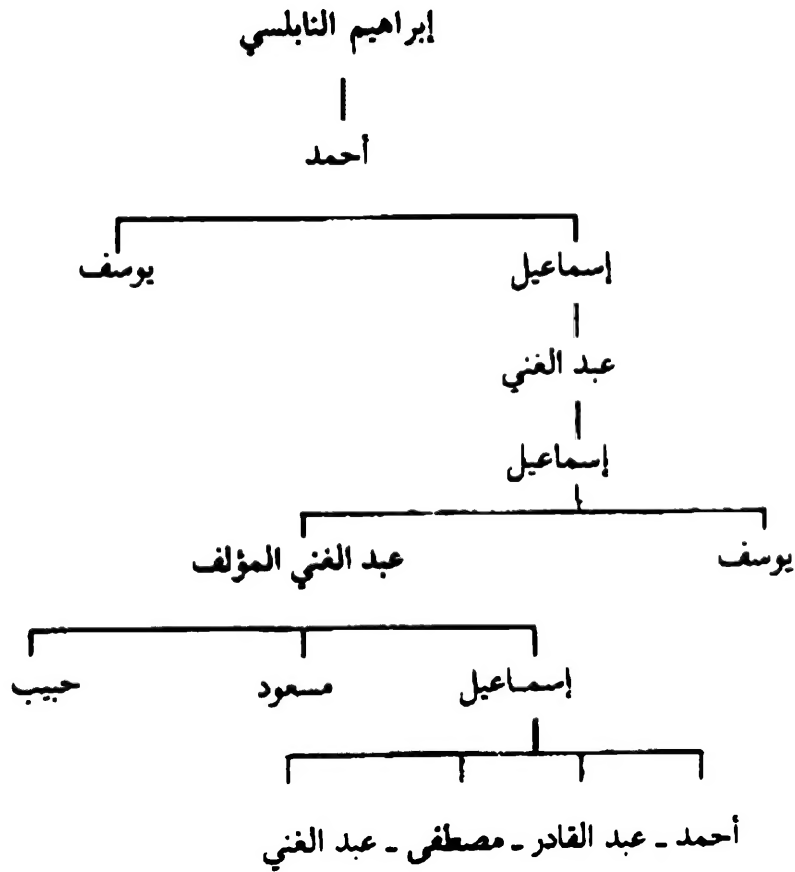 إبراهيم النابلسي
أحمد
إسماعيل يوسف
عبد الغني
إسماعيل
يوسف عبد الغني المؤلف
إسماعيل مسعود حبيب
أحمد ـ عبد القادر ـ مصطفى ـ عبد الغني